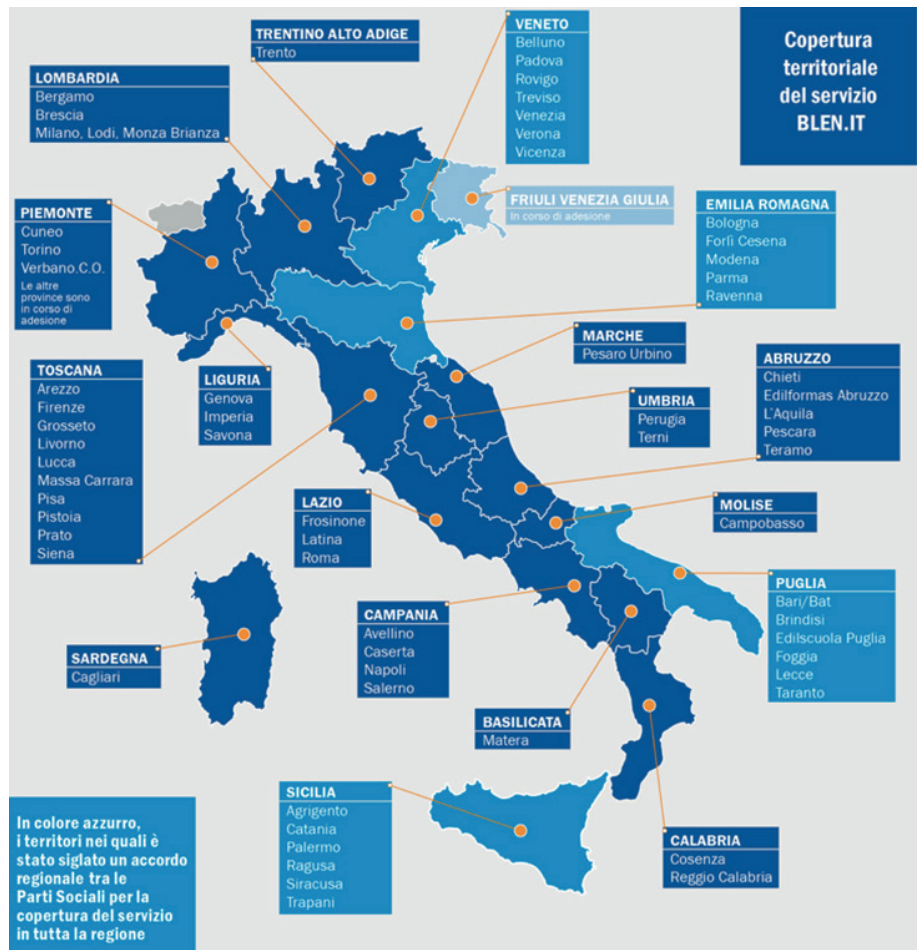 TRENTINO ALTO ADIGE
Trento
VENETO
Belluno
Padova
Rovigo
Treviso
Venezia
Verona
Vicenza
Copertura
territoriale
del servizio
BLEN.IT
LOMBARDIA
Bergamo
Brescia
Milano, Lodi, Monza Brianza
FRIULI VENEZIA GIULIA
In corso di adesione
EMILIA ROMAGNA
Bologna
Forlì Cesena
Modena
Parma
Ravenna
PIEMONTE
Cuneo
Torino
Verbano.C.O.
Le altre
province sono
in corso di
adesione
MARCHE
Pesaro Urbino
ABRUZZO
Chieti
Edilformas Abruzzo
L'Aquila
Pescara
Teramo
TOSCANA
Arezzo
Firenze
Grosseto
Livorno
Lucca
Massa Carrara
Pisa
Pistoia
Prato
Siena
LIGURIA
Genova
Imperia
Savona
UMBRIA
Perugia
Terni
LAZIO
Frosinone
Latina
Roma
MOLISE
Campobasso
PUGLIA
Bari/Bat
Brindisi
Edilscuola Puglia
Foggia
Lecce
Taranto
CAMPANIA
Avellino
Caserta
Napoli
Salerno
SARDEGNA
Cagliari
BASILICATA
Matera
SICILIA
Agrigento
Catania
Palermo
Ragusa
Siracusa
Trapani
CALABRIA
Cosenza
Reggio Calabria
In colore azzurro,
i territori nei quali è
stato siglato un accordo
regionale tra le
Parti Sociali per la
copertura del servizio
in tutta la regione